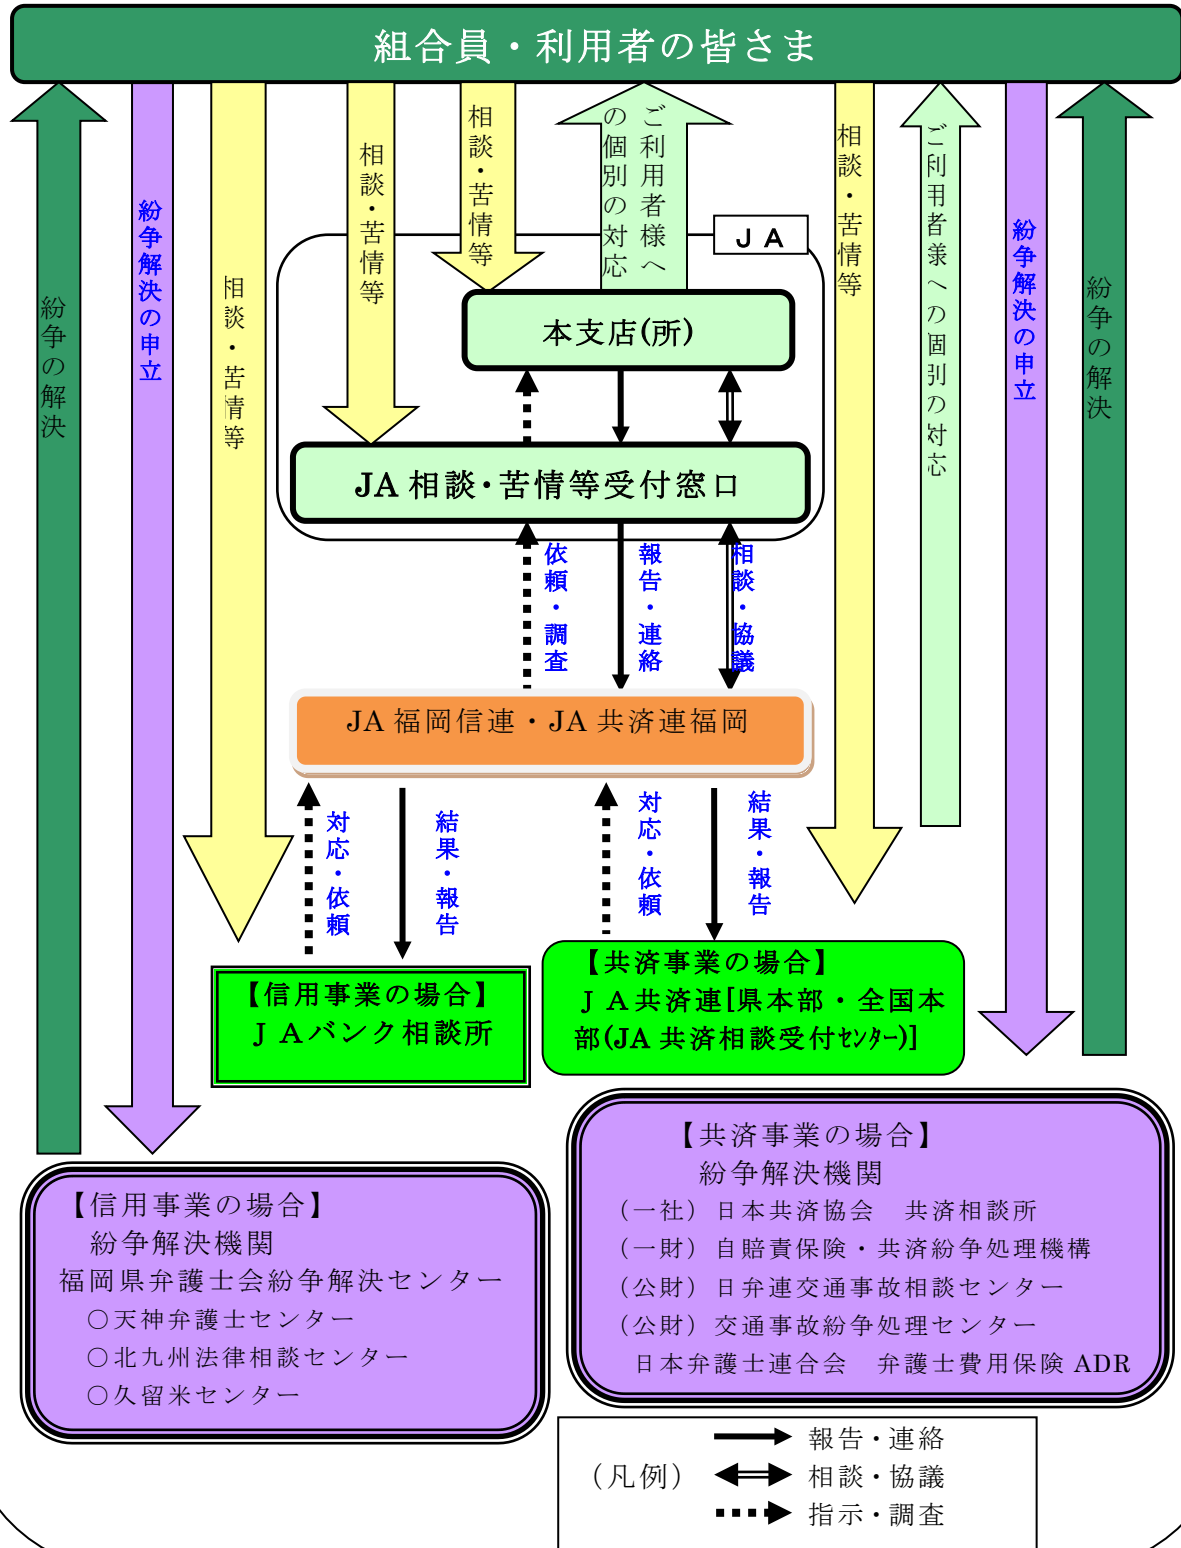 組合員・利用者の皆さま
紛争の解決
紛争解決の申立
相談・苦情等
相談・苦情等
相談・苦情等
ご利用者様へ
の個別の対応
ＪＡ
相談・苦情等
ご利用者様への個別の対応
紛争解決の申立
紛争の解決
本支店(所)
JA 相談・苦情等受付窓口
依頼・調査
報告・連絡
相談・協議
JA 福岡信連・JA 共済連福岡
対応・依頼
結果・報告
対応・依頼
結果・報告
【信用事業の場合】
ＪＡバンク相談所
【共済事業の場合】
ＪＡ共済連[県本部・全国本
部(JA 共済相談受付ｾﾝﾀｰ)]
【信用事業の場合】
紛争解決機関
福岡県弁護士会紛争解決センター
○天神弁護士センター
○北九州法律相談センター
○久留米センター
【共済事業の場合】
紛争解決機関
（一社）日本共済協会　共済相談所
（一財）自賠責保険・共済紛争処理機構
（公財）日弁連交通事故相談センター
（公財）交通事故紛争処理センター
日本弁護士連合会　弁護士費用保険 ADR
（凡例）
報告・連絡
相談・協議
指示・調査